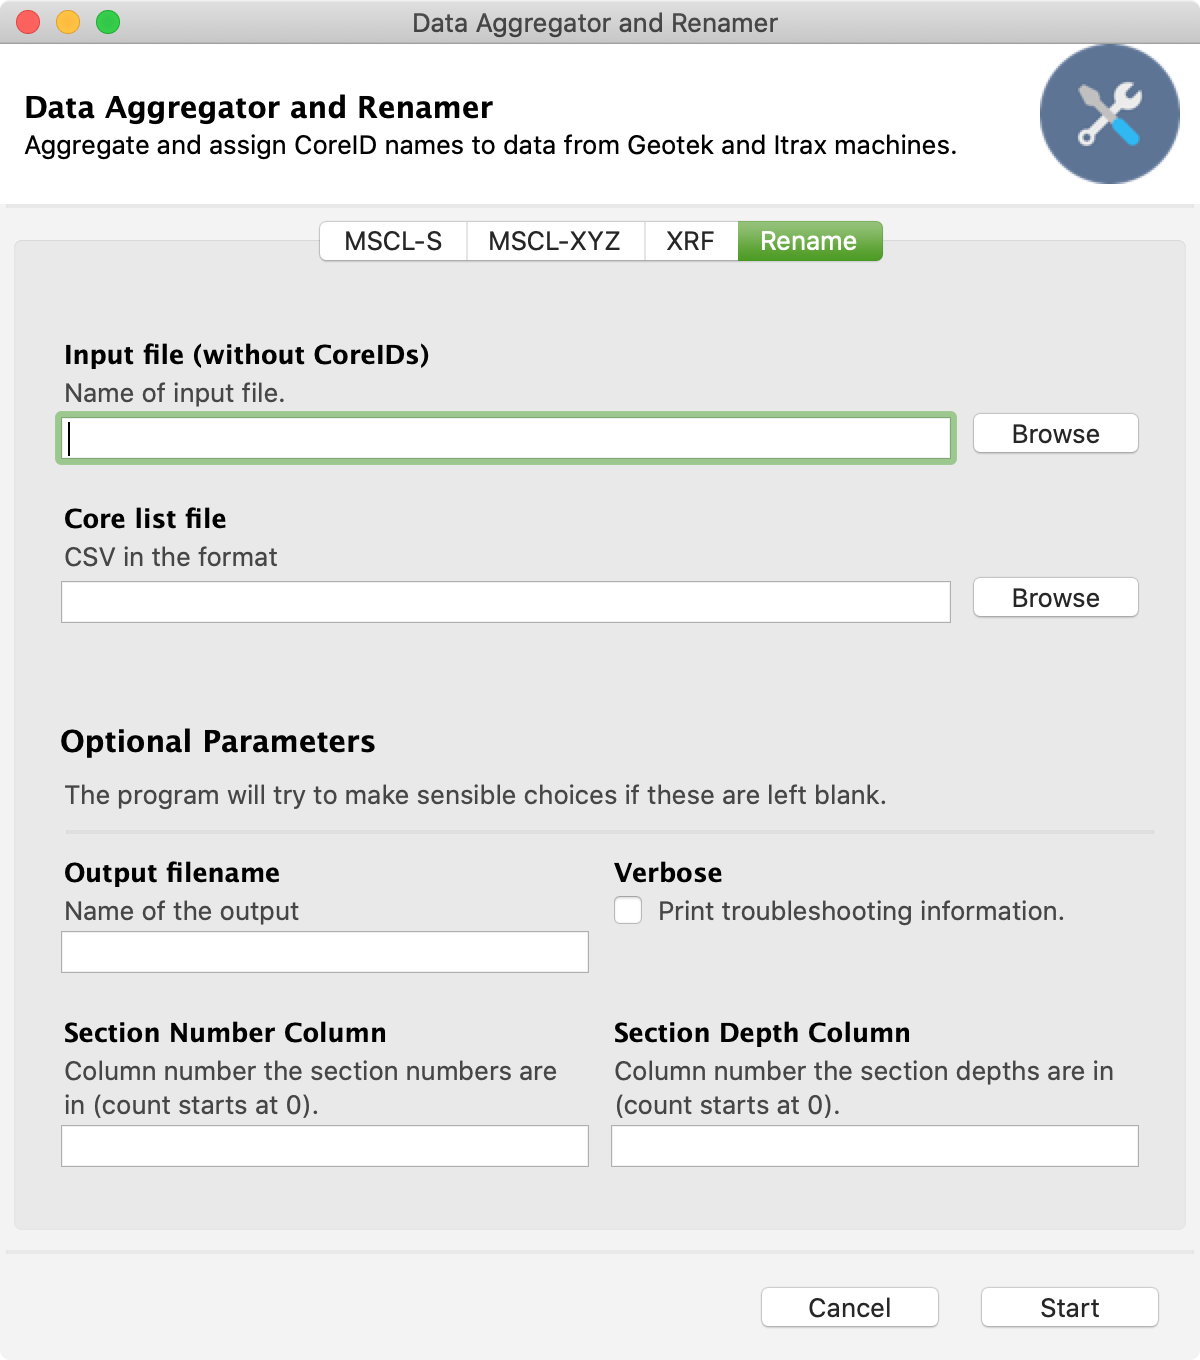 Data Aggregator and Renamer
Data Aggregator and Renamer
Aggregate and assign CoreID names to data from Geotek and Itrax machines.
MSCL-S MSCL-XYZ XRF Rename
Input file (without CoreIDs)
Name of input file.
Browse
Core list file
CSV in the format
Browse
Optional Parameters
The program will try to make sensible choices if these are left blank.
Output filename
Name of the output
Verbose
Print troubleshooting information.
Section Number Column
Column number the section numbers are
in (count starts at 0).
Section Depth Column
Column number the section depths are in
(count starts at 0).
Cancel Start